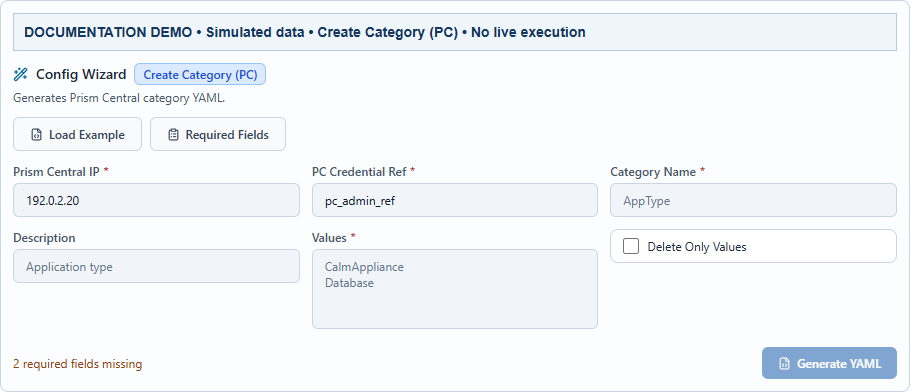 DOCUMENTATION DEMO • Simulated data • Create Category (PC) • No live execution
Config Wizard
Create Category (PC)
Generates Prism Central category YAML.
Load Example
Required Fields
Prism Central IP *
PC Credential Ref *
Category Name *
192.0.2.20
pc_admin_ref
AppType
Description
Values *
Delete Only Values
Application type
CalmAppliance
Database
2 required fields missing
Generate YAML